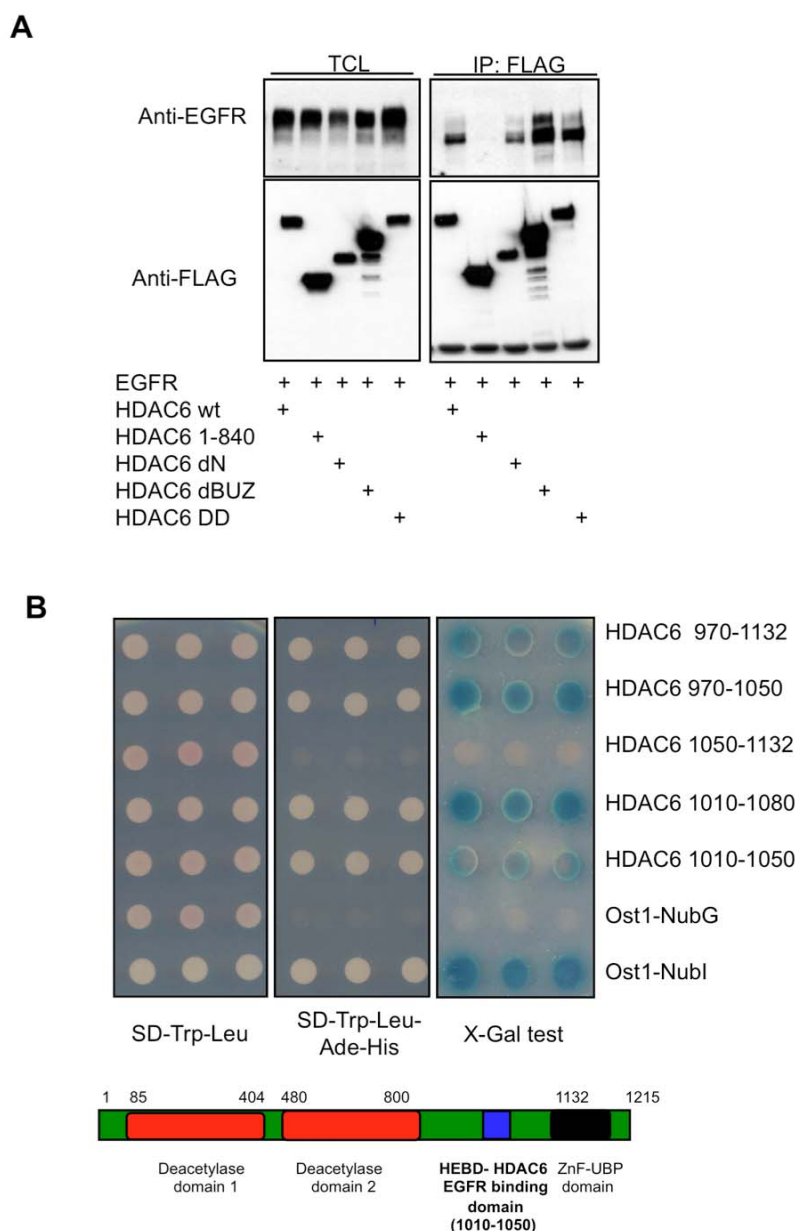 A
TCL IP: FLAG
Anti-EGFR
Anti-FLAG
EGFR + + + + + + + + + +
HDAC6 wt + +
HDAC6 1-840 + +
HDAC6 dN + +
HDAC6 dBUZ + +
HDAC6 DD + +
B
HDAC6 970-1132
HDAC6 970-1050
HDAC6 1050-1132
HDAC6 1010-1080
HDAC6 1010-1050
Ost1-NubG
Ost1-NubI
SD-Trp-Leu SD-Trp-Leu- X-Gal test
Ade-His
1 85 404 480 800 1132 1215
Deacetylase Deacetylase HEBD- HDAC6 ZnF-UBP
domain 1 domain 2 EGFR binding domain
domain
(1010-1050)